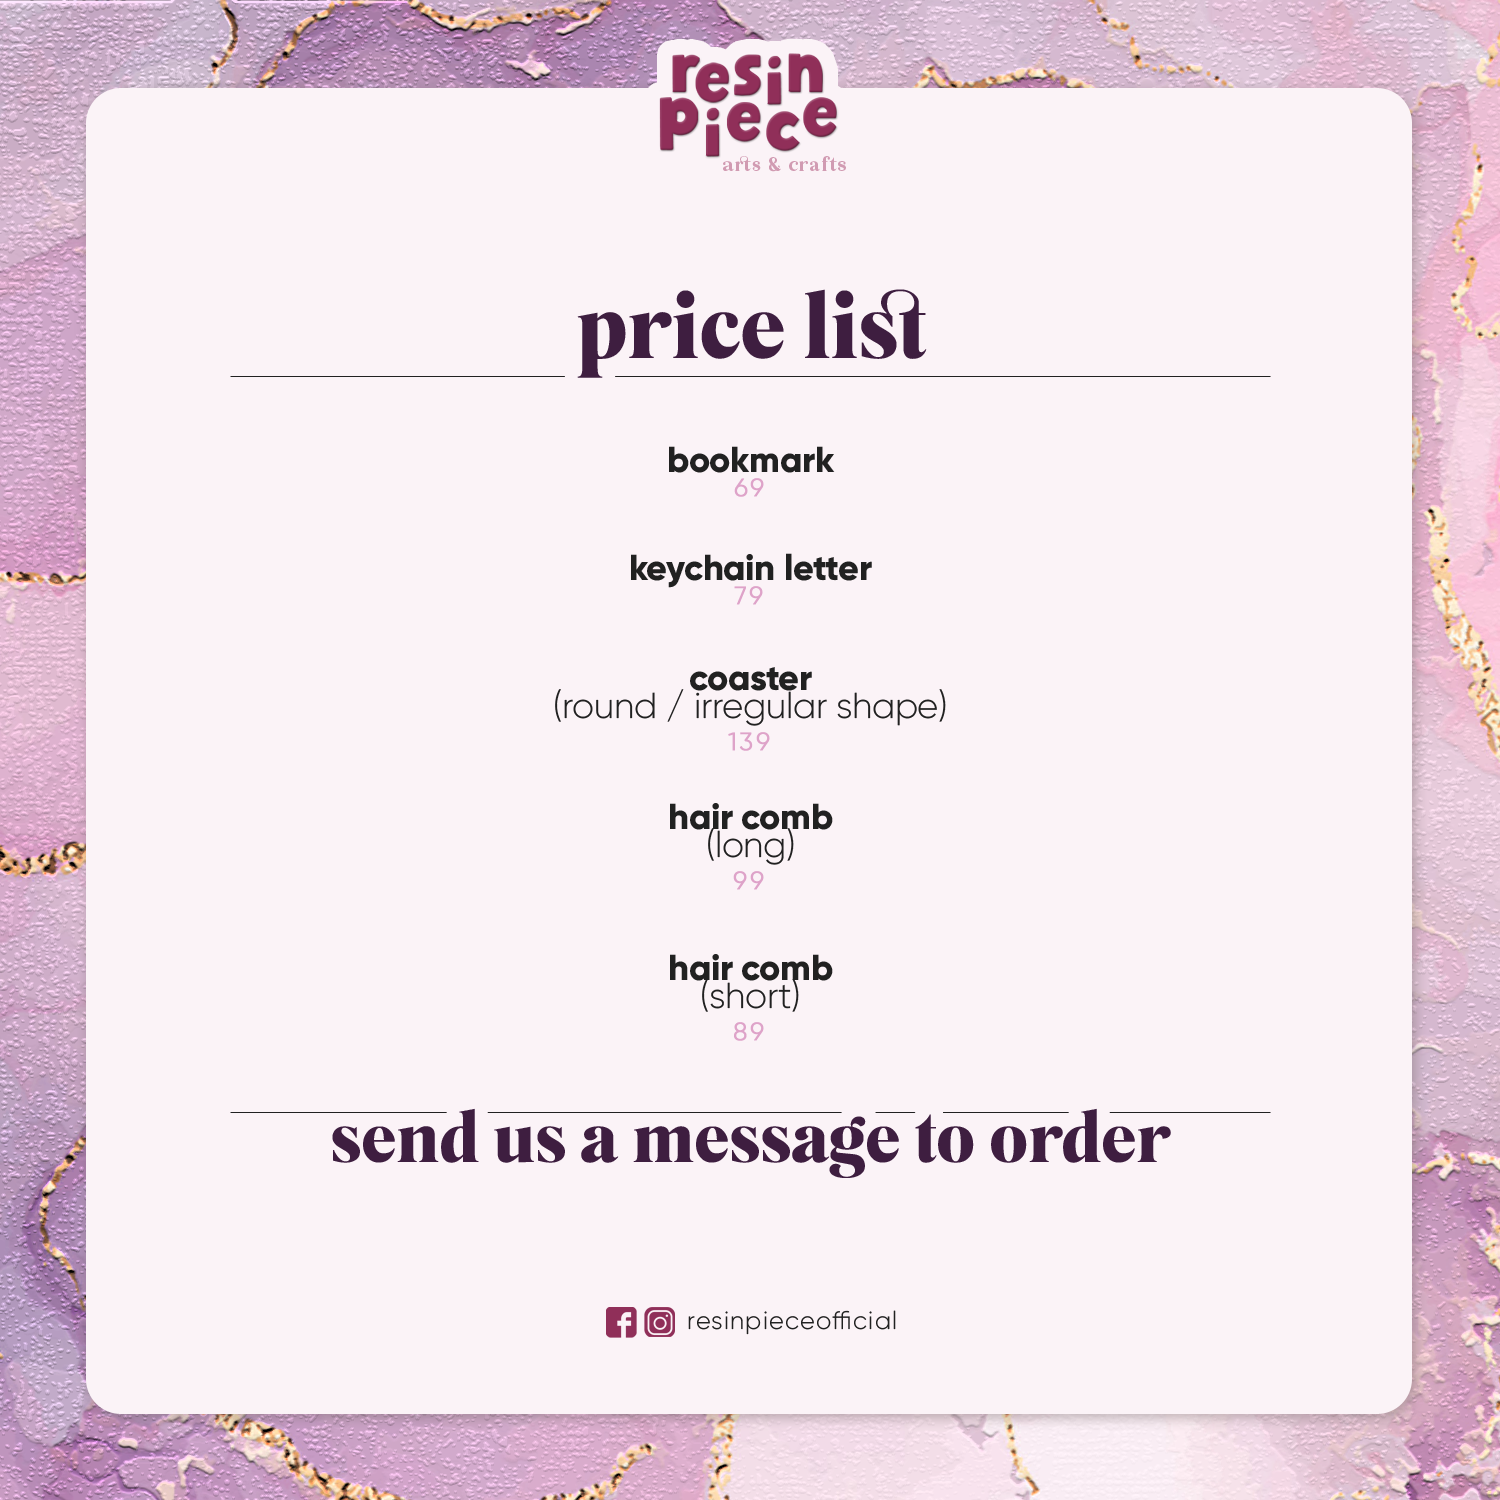 resin
piece
arts & crafts
price list
bookmark
69
keychain letter
79
coaster
(round / irregular shape)
139
hair comb
(long)
99
hair comb
(short)
89
send us a message to order
resinpieceofficial